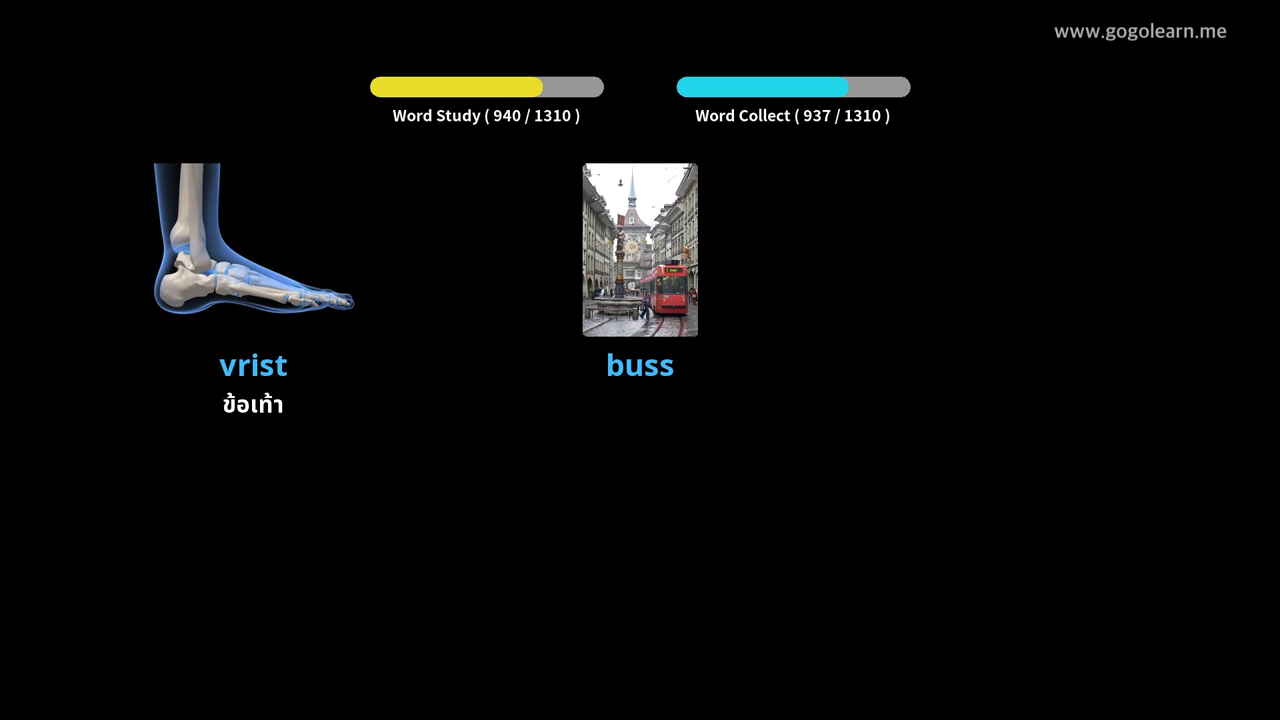 www.gogolearn.me
Word Study ( 940 / 1310 )
Word Collect ( 937 / 1310 )
vrist
ข้อเท้า
buss